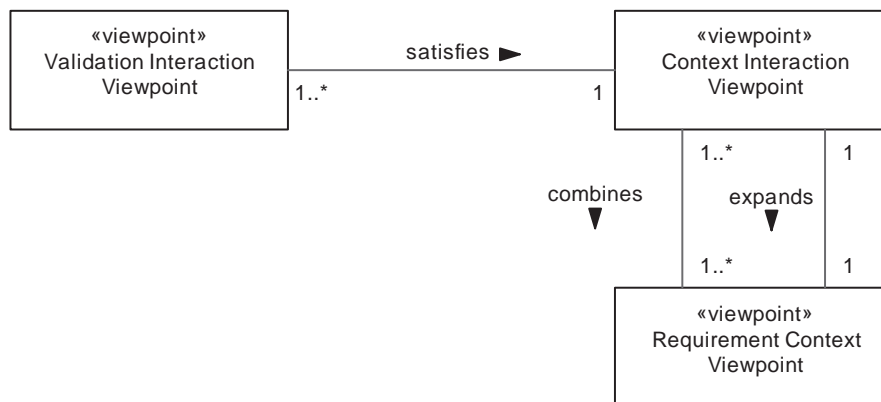 «viewpoint»
Validation Interaction
Viewpoint
satisfies
1..*
1
«viewpoint»
Context Interaction
Viewpoint
1..*
1
combines
expands
1..*
1
«viewpoint»
Requirement Context
Viewpoint